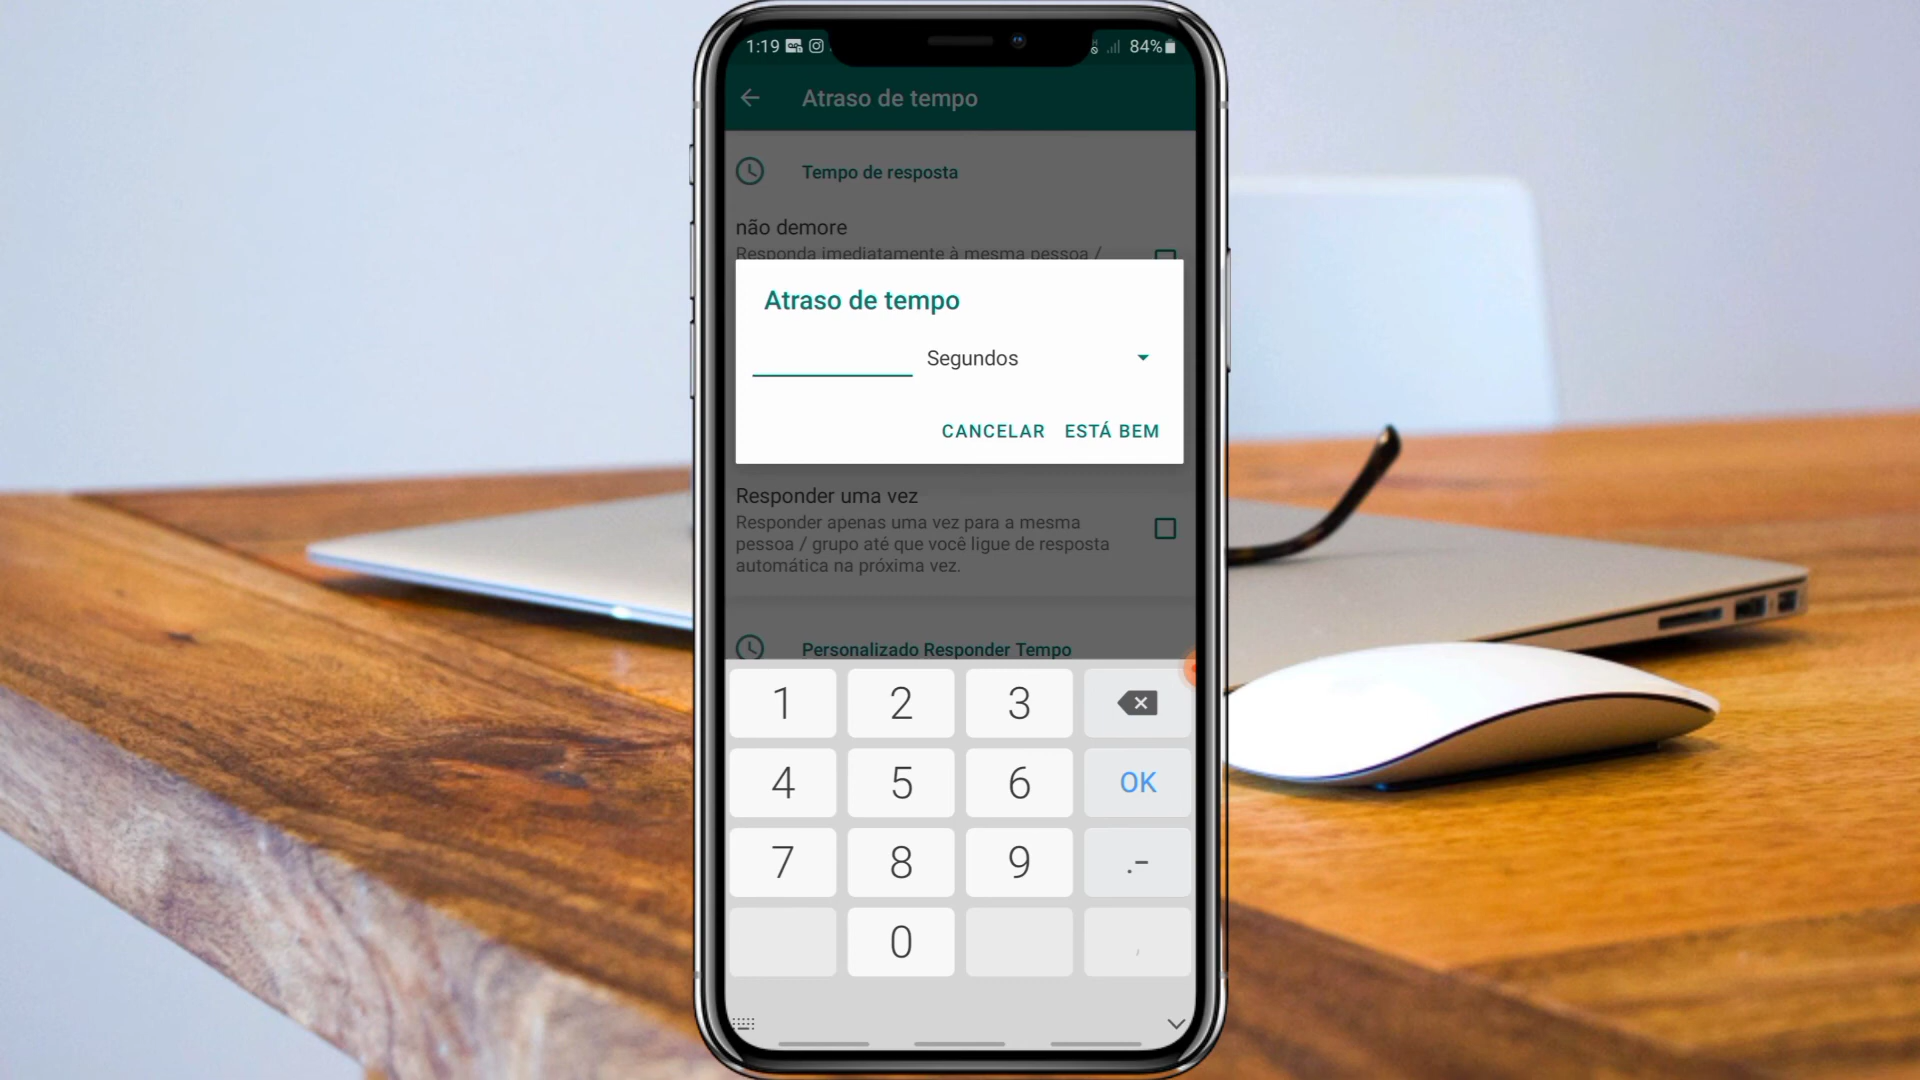 1:19
84%
Atraso de tempo
Tempo de resposta
não demore
Responda imediatamente à mesma pessoa /
Atraso de tempo
Segundos
CANCELAR ESTÁ BEM
Responder uma vez
Responder apenas uma vez para a mesma
pessoa / grupo até que você ligue de resposta
automática na próxima vez.
Personalizado Responder Tempo
1 2 3
4 5 6 OK
7 8 9 .-
0 ,